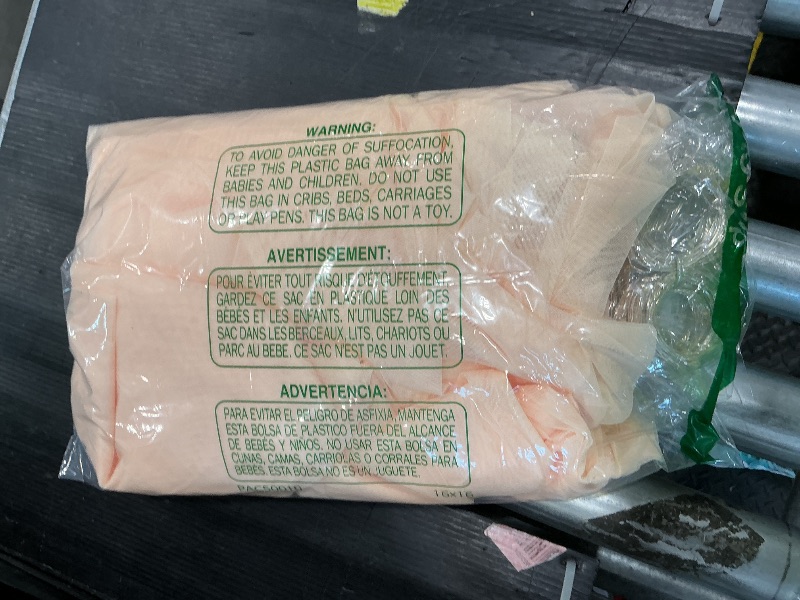 WARNING:
TO AVOID DANGER OF SUFFOCATION,
KEEP THIS PLASTIC BAG AWAY FROM
BABIES AND CHILDREN. DO NOT USE
THIS BAG IN CRIBS, BEDS, CARRIAGES
OR PLAY PENS. THIS BAG IS NOT A TOY.
AVERTISSEMENT:
POUR ÉVITER TOUT RISQUE D'ÉTOUFFEMENT
GARDEZ CE SAC EN PLASTIQUE LOIN DES
BÉBÉS ET LES ENFANTS. N'UTILISEZ PAS CE
SAC DANS LES BERCEAUX, LITS, CHARIOTS OU
PARC AU BEBE. CE SAC N'EST PAS UN JOUET.
ADVERTENCIA:
PARA EVITAR EL PELIGRO DE ASFIXIA, MANTENGA
ESTA BOLSA DE PLASTICO FUERA DEL ALCANCE
DE BEBÉS Y NIÑOS. NO USAR ESTA BOLSA EN
CUNAS, CAMAS, CARRIOLAS O CORRALES PARA
BEBÉS. ESTA BOLSA NO ES UN JUGUETE.
16x16